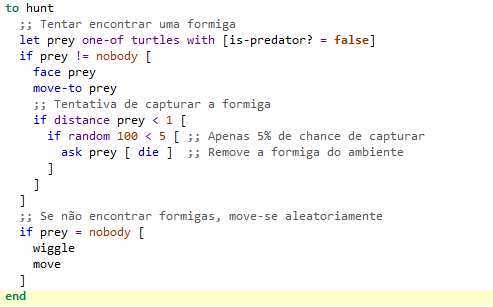 to hunt
  ;; Tentar encontrar uma formiga
  let prey one-of turtles with [is-predator? = false]
  if prey != nobody [
    face prey
    move-to prey
    ;; Tentativa de capturar a formiga
    if distance prey < 1 [
      if random 100 < 5 [ ;; Apenas 5% de chance de capturar
        ask prey [ die ]  ;; Remove a formiga do ambiente
      ]
    ]
  ]
  ;; Se não encontrar formigas, move-se aleatoriamente
  if prey = nobody [
    wiggle
    move
  ]
end